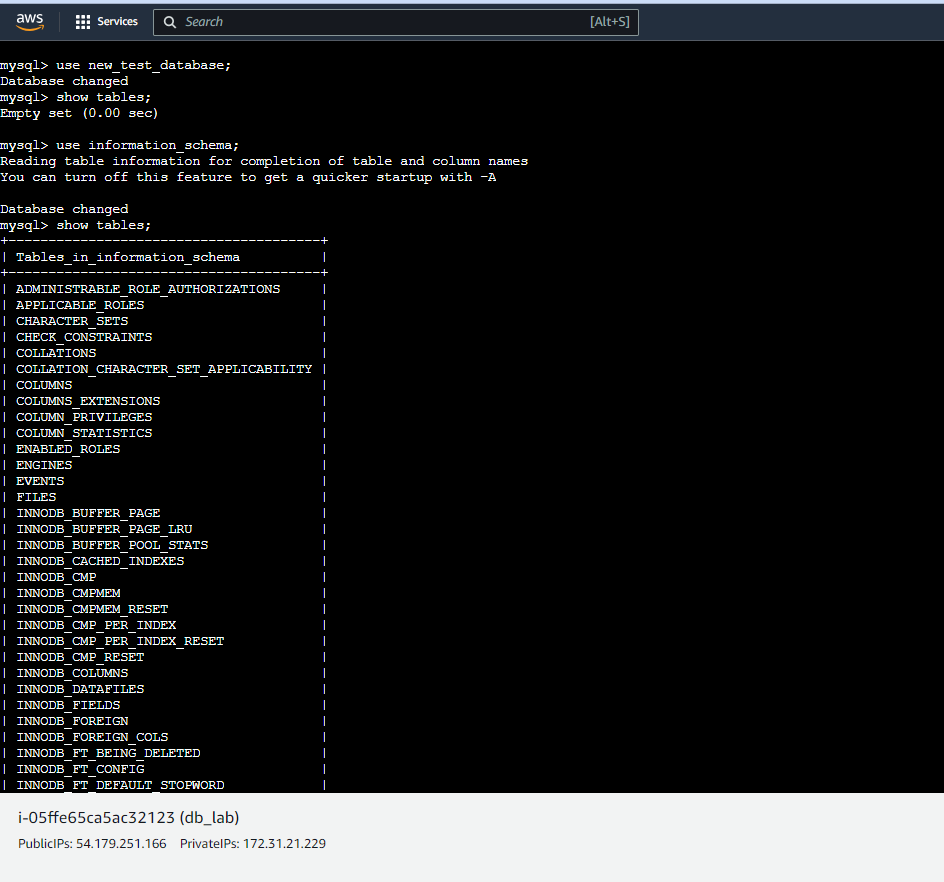 aws
Services
Search [Alt+S]
mysql> use new_test_database;
Database changed
mysql> show tables;
Empty set (0.00 sec)
mysql> use information_schema;
Reading table information for completion of table and column names
You can turn off this feature to get a quicker startup with -A
Database changed
mysql> show tables;
+---------------------------------------+
| Tables_in_information_schema          |
+---------------------------------------+
| ADMINISTRABLE_ROLE_AUTHORIZATIONS     |
| APPLICABLE_ROLES                      |
| CHARACTER_SETS                        |
| CHECK_CONSTRAINTS                     |
| COLLATIONS                            |
| COLLATION_CHARACTER_SET_APPLICABILITY |
| COLUMNS                               |
| COLUMNS_EXTENSIONS                    |
| COLUMN_PRIVILEGES                     |
| COLUMN_STATISTICS                     |
| ENABLED_ROLES                         |
| ENGINES                               |
| EVENTS                                |
| FILES                                 |
| INNODB_BUFFER_PAGE                    |
| INNODB_BUFFER_PAGE_LRU                |
| INNODB_BUFFER_POOL_STATS              |
| INNODB_CACHED_INDEXES                 |
| INNODB_CMP                            |
| INNODB_CMPMEM                         |
| INNODB_CMPMEM_RESET                   |
| INNODB_CMP_PER_INDEX                  |
| INNODB_CMP_PER_INDEX_RESET            |
| INNODB_CMP_RESET                      |
| INNODB_COLUMNS                        |
| INNODB_DATAFILES                      |
| INNODB_FIELDS                         |
| INNODB_FOREIGN                        |
| INNODB_FOREIGN_COLS                   |
| INNODB_FT_BEING_DELETED               |
| INNODB_FT_CONFIG                      |
| INNODB_FT_DEFAULT_STOPWORD            |
i-05ffe65ca5ac32123 (db_lab)
PublicIPs: 54.179.251.166 PrivateIPs: 172.31.21.229